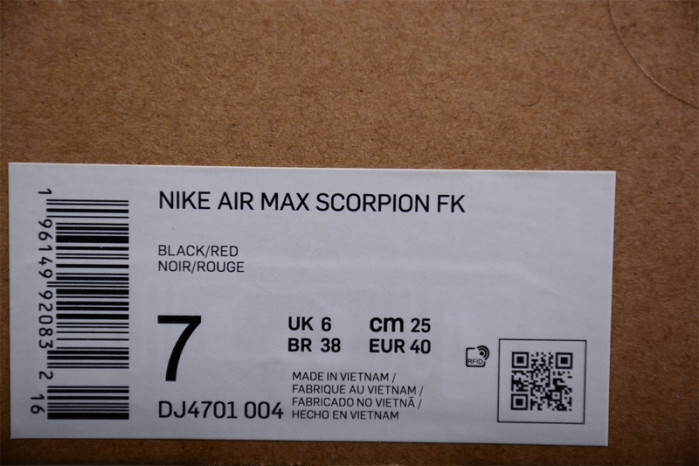 NIKE AIR MAX SCORPION FK
BLACK/RED
NOIR/ROUGE
7
UK 6 cm 25
BR 38 EUR 40
MADE IN VIETNAM /
FABRIQUE AU VIETNAM /
FABRICADO NO VIETNÃ /
HECHO EN VIETNAM
DJ4701 004
RFID
1 96149 92083 2
16